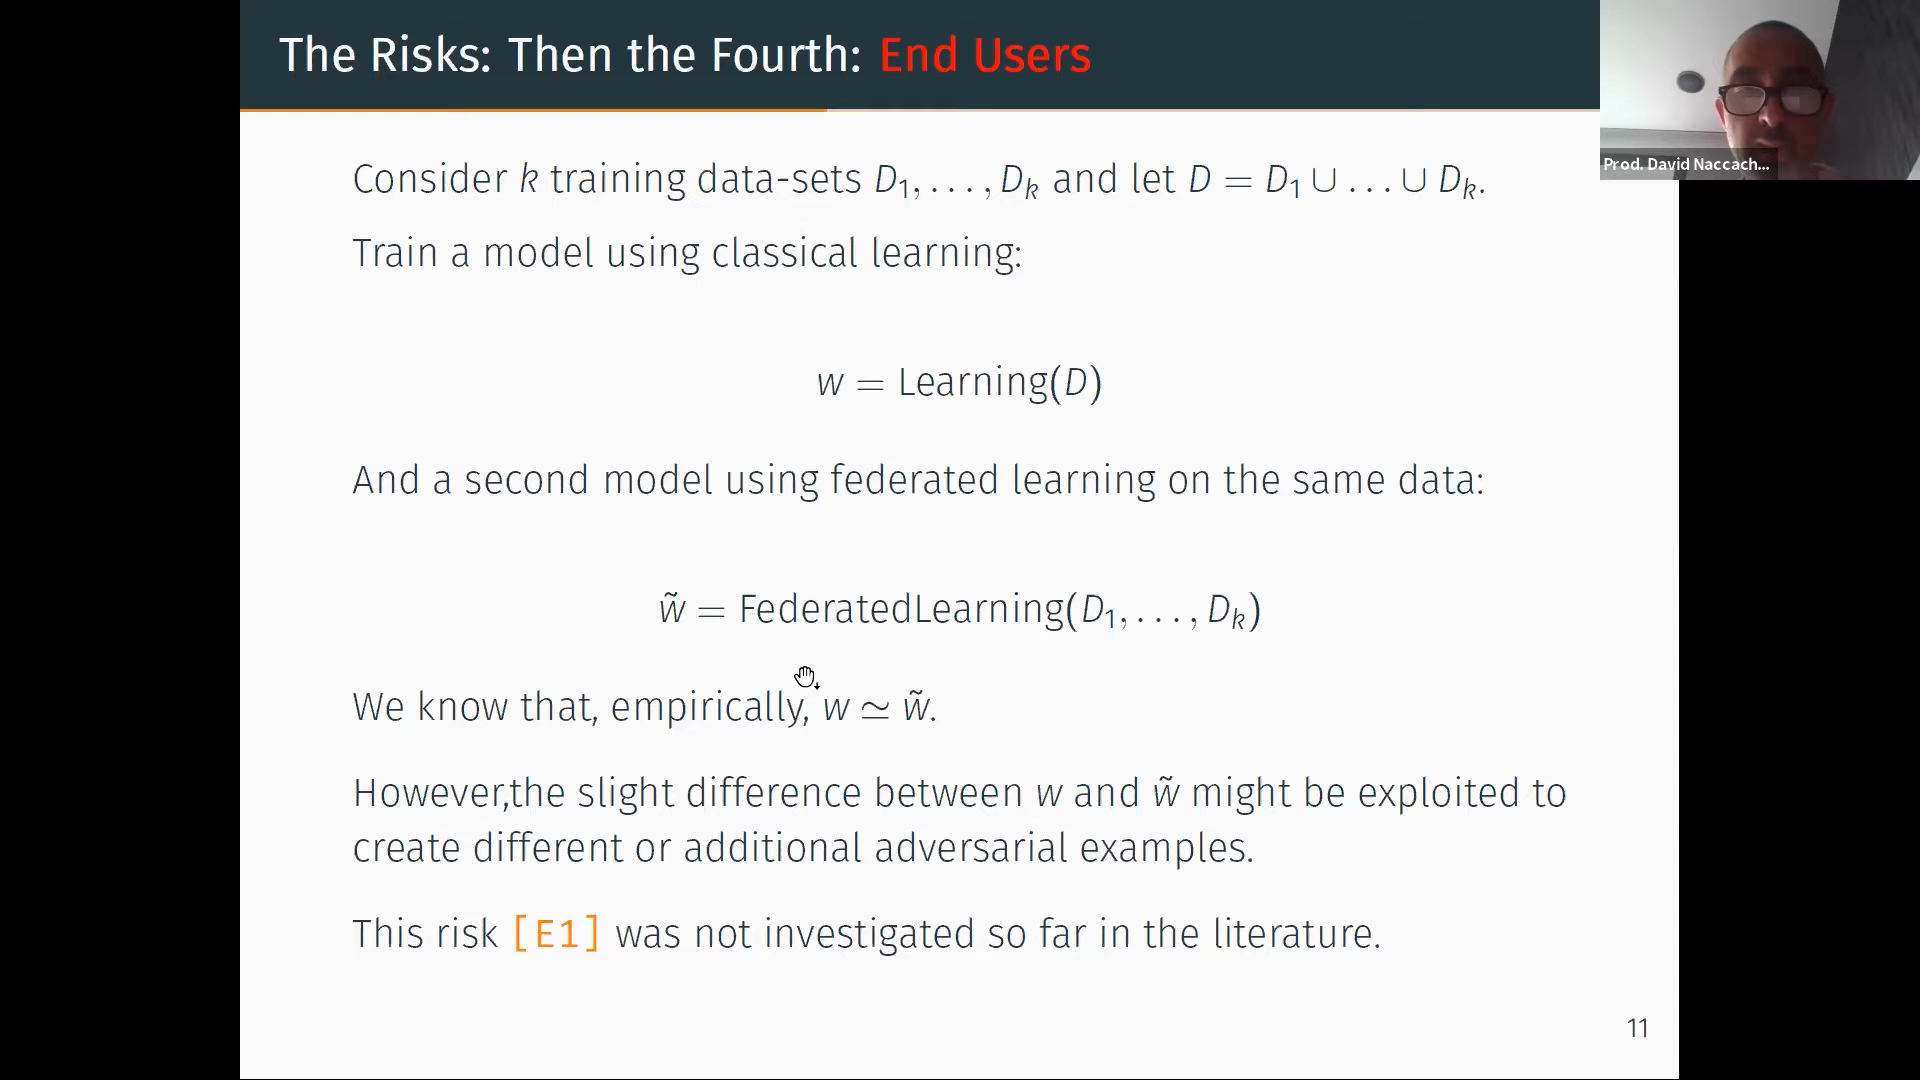 The Risks: Then the Fourth: End Users
Prod. David Naccach...
Consider k training data-sets D₁, . . . , Dₖ and let D = D₁ ∪ . . . ∪ Dₖ.
Train a model using classical learning:
w = Learning(D)
And a second model using federated learning on the same data:
w̃ = FederatedLearning(D₁, . . . , Dₖ)
We know that, empirically, w ≃ w̃.
However,the slight difference between w and w̃ might be exploited to
create different or additional adversarial examples.
This risk [E1] was not investigated so far in the literature.
11